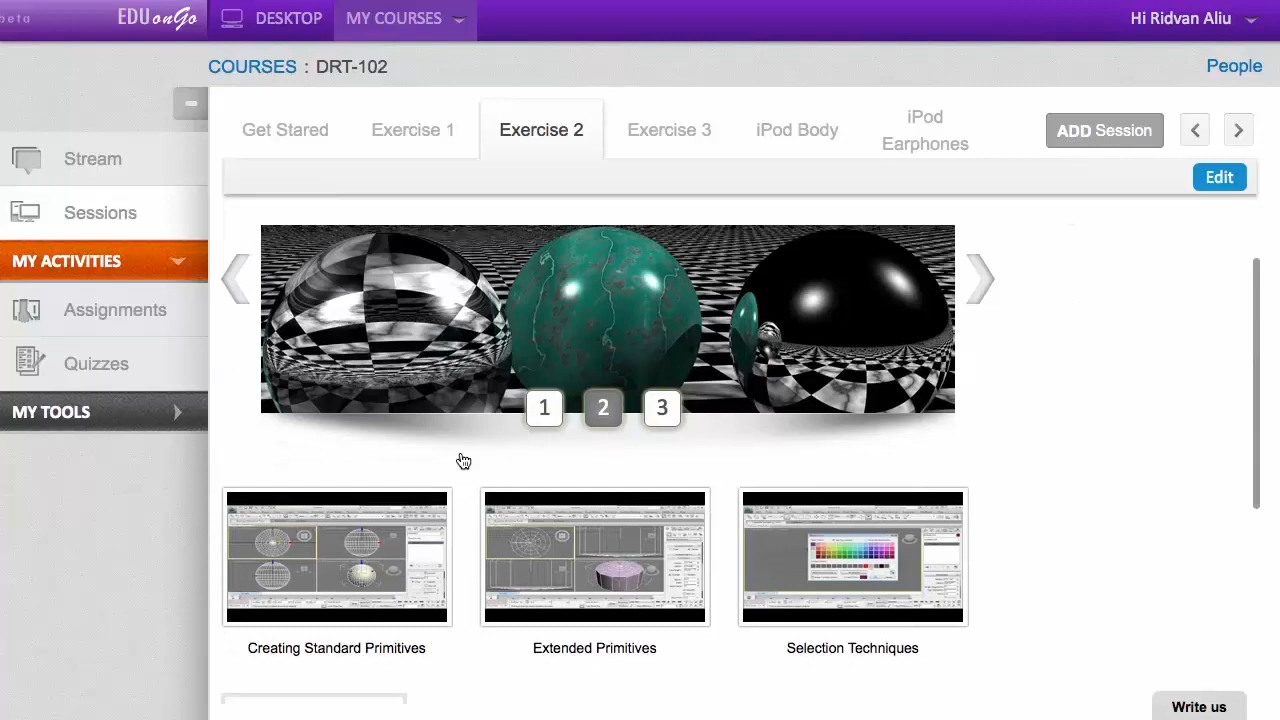 beta
EDUonGo
DESKTOP
MY COURSES
Hi Ridvan Aliu
COURSES : DRT-102
People
Get Stared
Exercise 1
Exercise 2
Exercise 3
iPod Body
iPod
Earphones
ADD Session
Edit
Stream
Sessions
MY ACTIVITIES
Assignments
Quizzes
MY TOOLS
1
2
3
Creating Standard Primitives
Extended Primitives
Selection Techniques
Write us